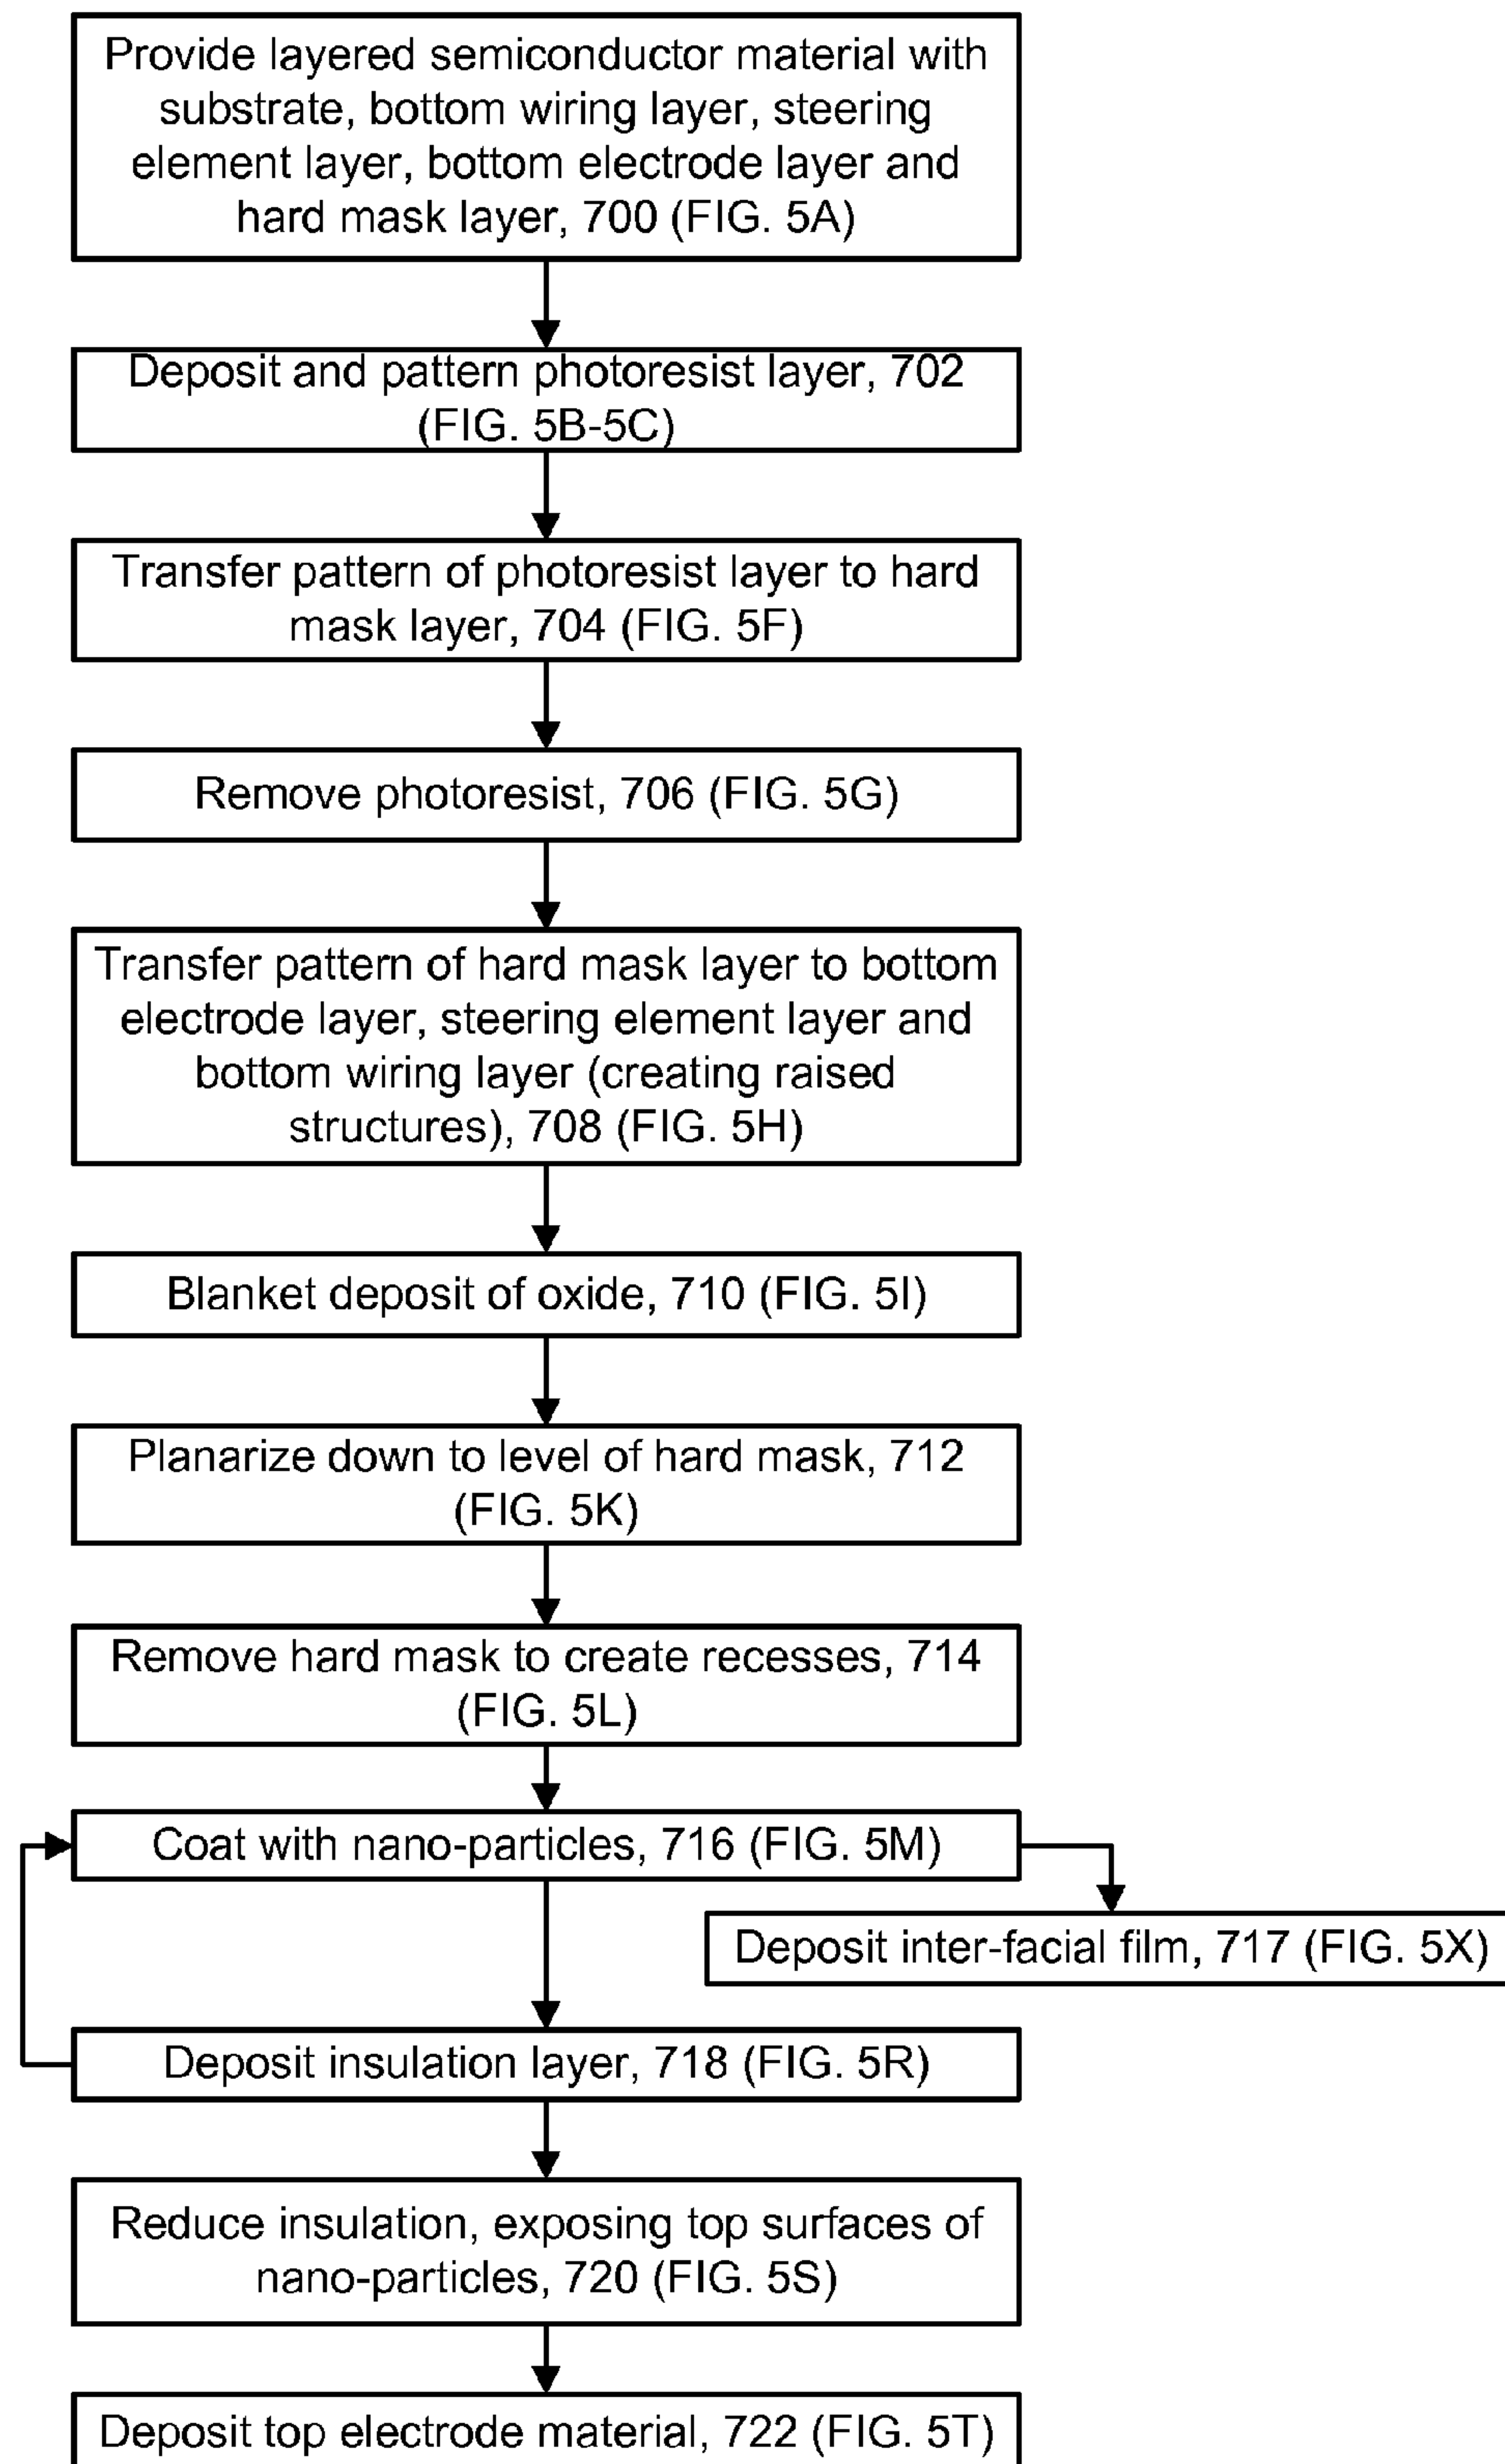 Provide layered semiconductor material with
substrate, bottom wiring layer, steering
element layer, bottom electrode layer and
hard mask layer, 700 (FIG. 5A)
Deposit and pattern photoresist layer, 702
(FIG. 5B-5C)
Transfer pattern of photoresist layer to hard
mask layer, 704 (FIG. 5F)
Remove photoresist, 706 (FIG. 5G)
Transfer pattern of hard mask layer to bottom
electrode layer, steering element layer and
bottom wiring layer (creating raised
structures), 708 (FIG. 5H)
Blanket deposit of oxide, 710 (FIG. 5I)
Planarize down to level of hard mask, 712
(FIG. 5K)
Remove hard mask to create recesses, 714
(FIG. 5L)
Coat with nano-particles, 716 (FIG. 5M)
Deposit inter-facial film, 717 (FIG. 5X)
Deposit insulation layer, 718 (FIG. 5R)
Reduce insulation, exposing top surfaces of
nano-particles, 720 (FIG. 5S)
Deposit top electrode material, 722 (FIG. 5T)